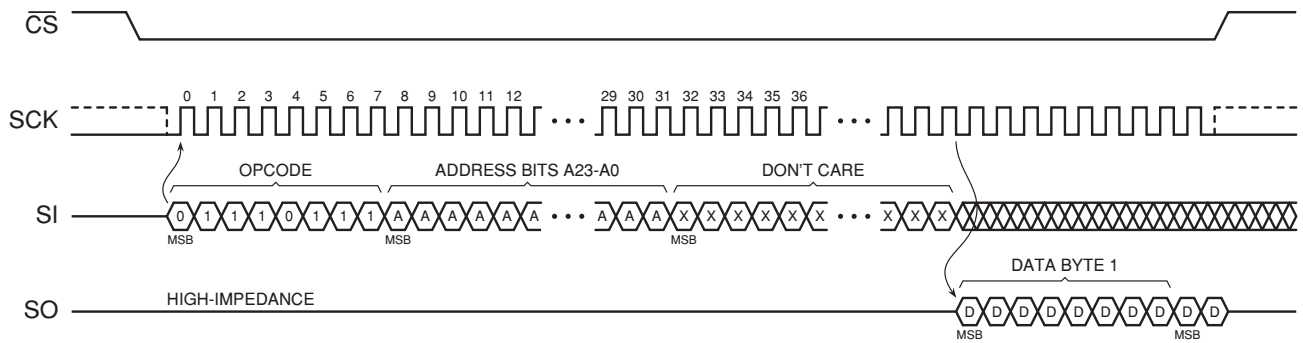 CS
0 1 2 3 4 5 6 7 8 9 10 11 12 29 30 31 32 33 34 35 36
SCK
OPCODE ADDRESS BITS A23-A0 DON'T CARE
SI 0 1 1 1 0 1 1 1 A A A A A A A A A X X X X X X X X X
MSB MSB MSB
DATA BYTE 1
HIGH-IMPEDANCE
SO D D D D D D D D D D
MSB MSB